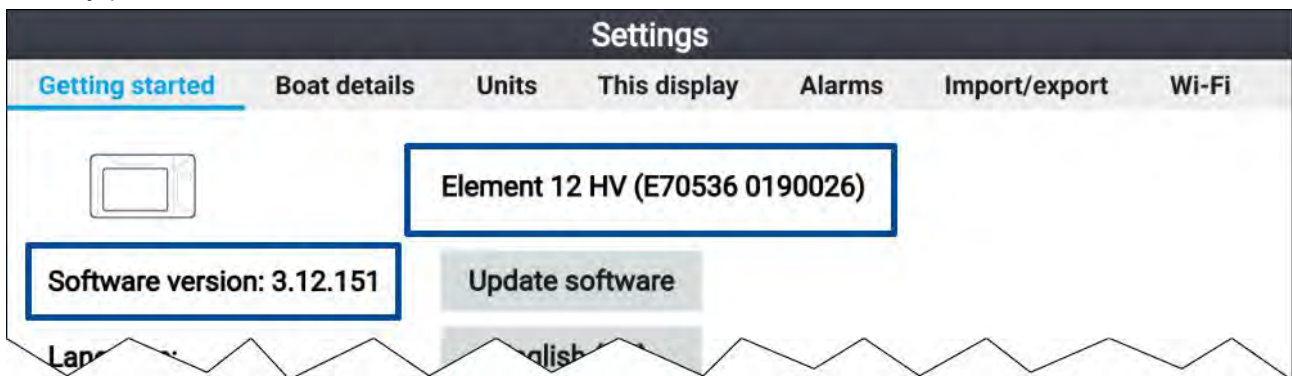 Settings
Getting started Boat details Units This display Alarms Import/export Wi-Fi
Element 12 HV (E70536 0190026)
Software version: 3.12.151 Update software